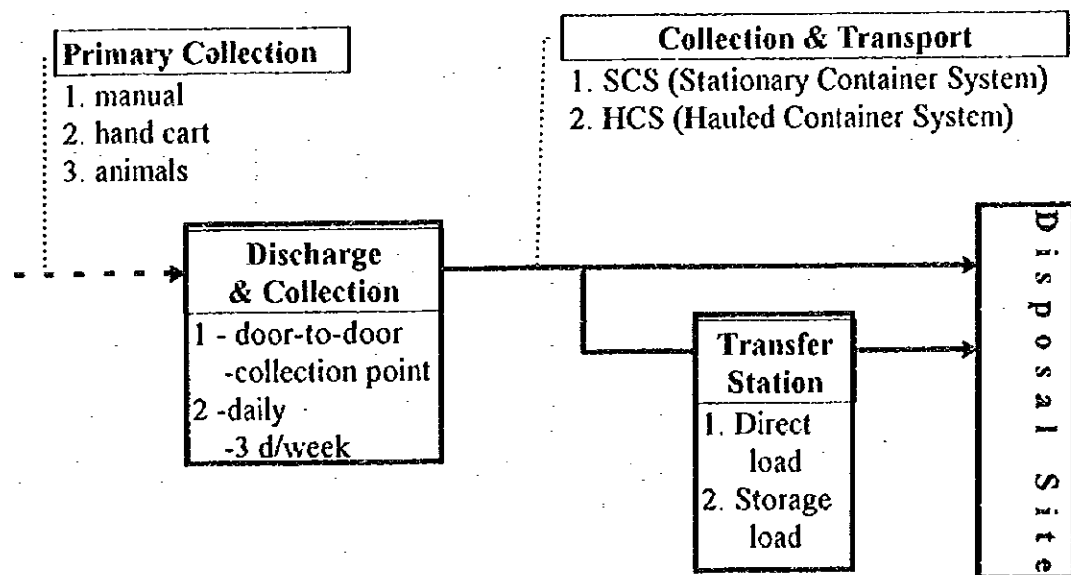 Primary Collection
1. manual
2. hand cart
3. animals
Collection & Transport
1. SCS (Stationary Container System)
2. HCS (Hauled Container System)
Discharge
& Collection
1 - door-to-door
-collection point
2 -daily
-3 d/week
Transfer
Station
1. Direct
load
2. Storage
load
Disposal Site